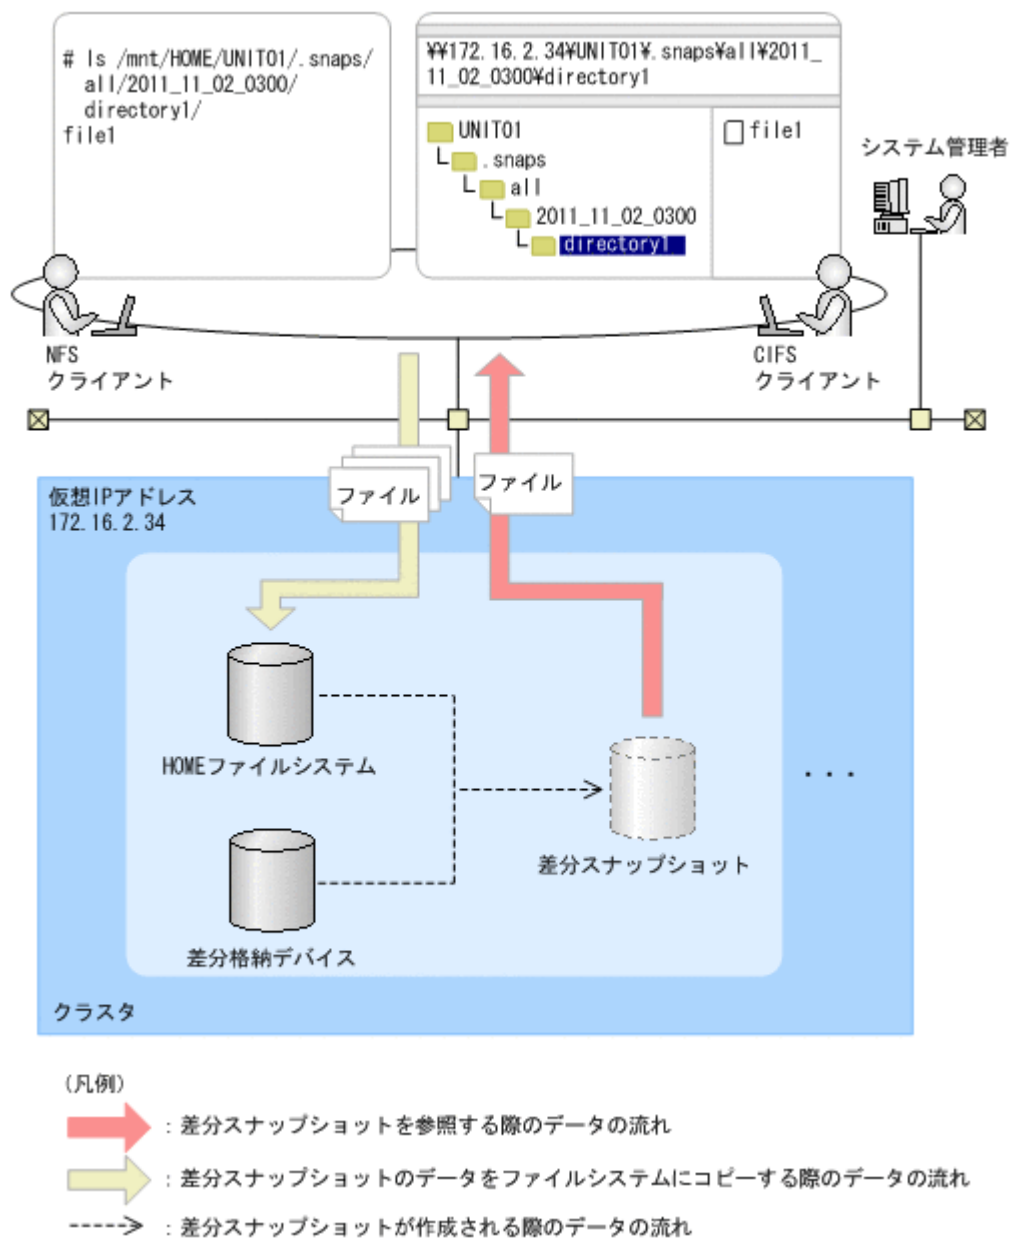 # ls /mnt/HOME/UNIT01/.snaps/
all/2011_11_02_0300/
directory1/
file1
¥¥172.16.2.34¥UNIT01¥.snaps¥all¥2011_
11_02_0300¥directory1
UNIT01
.snaps
all
2011_11_02_0300
directory1
file1
システム管理者
NFS
クライアント
CIFS
クライアント
ファイル
ファイル
仮想IPアドレス
172.16.2.34
HOMEファイルシステム
差分スナップショット
・・・
差分格納デバイス
クラスタ
(凡例)
：差分スナップショットを参照する際のデータの流れ
：差分スナップショットのデータをファイルシステムにコピーする際のデータの流れ
：差分スナップショットが作成される際のデータの流れ